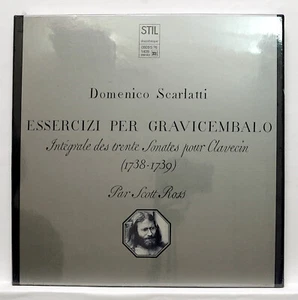 STIL
Domenico Scarlatti
ESSERCIZI PER GRAVICEMBALO
Intégrale des trente Sonates pour Clavecin
(1738-1739)
Par Scott Ross